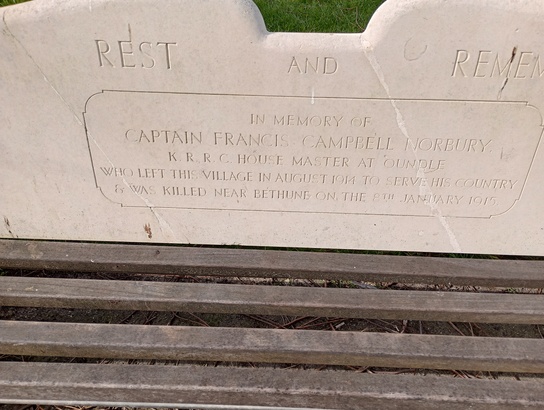 REST AND REMEM
IN MEMORY OF
CAPTAIN FRANCIS CAMPBELL NORBURY
K.R.R.C. HOUSE MASTER AT OUNDLE
WHO LEFT THIS VILLAGE IN AUGUST 1914 TO SERVE HIS COUNTRY
& WAS KILLED NEAR BETHUNE ON THE 8TH JANUARY 1915